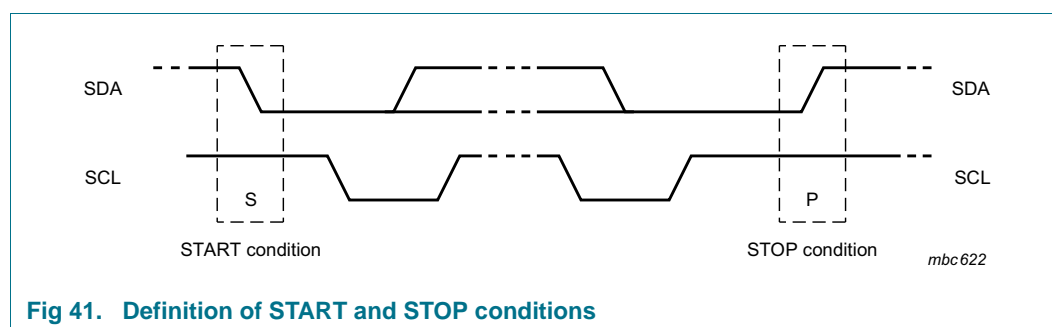 SDA SDA
SCL SCL
S P
START condition STOP condition
mbc622
Fig 41. Definition of START and STOP conditions